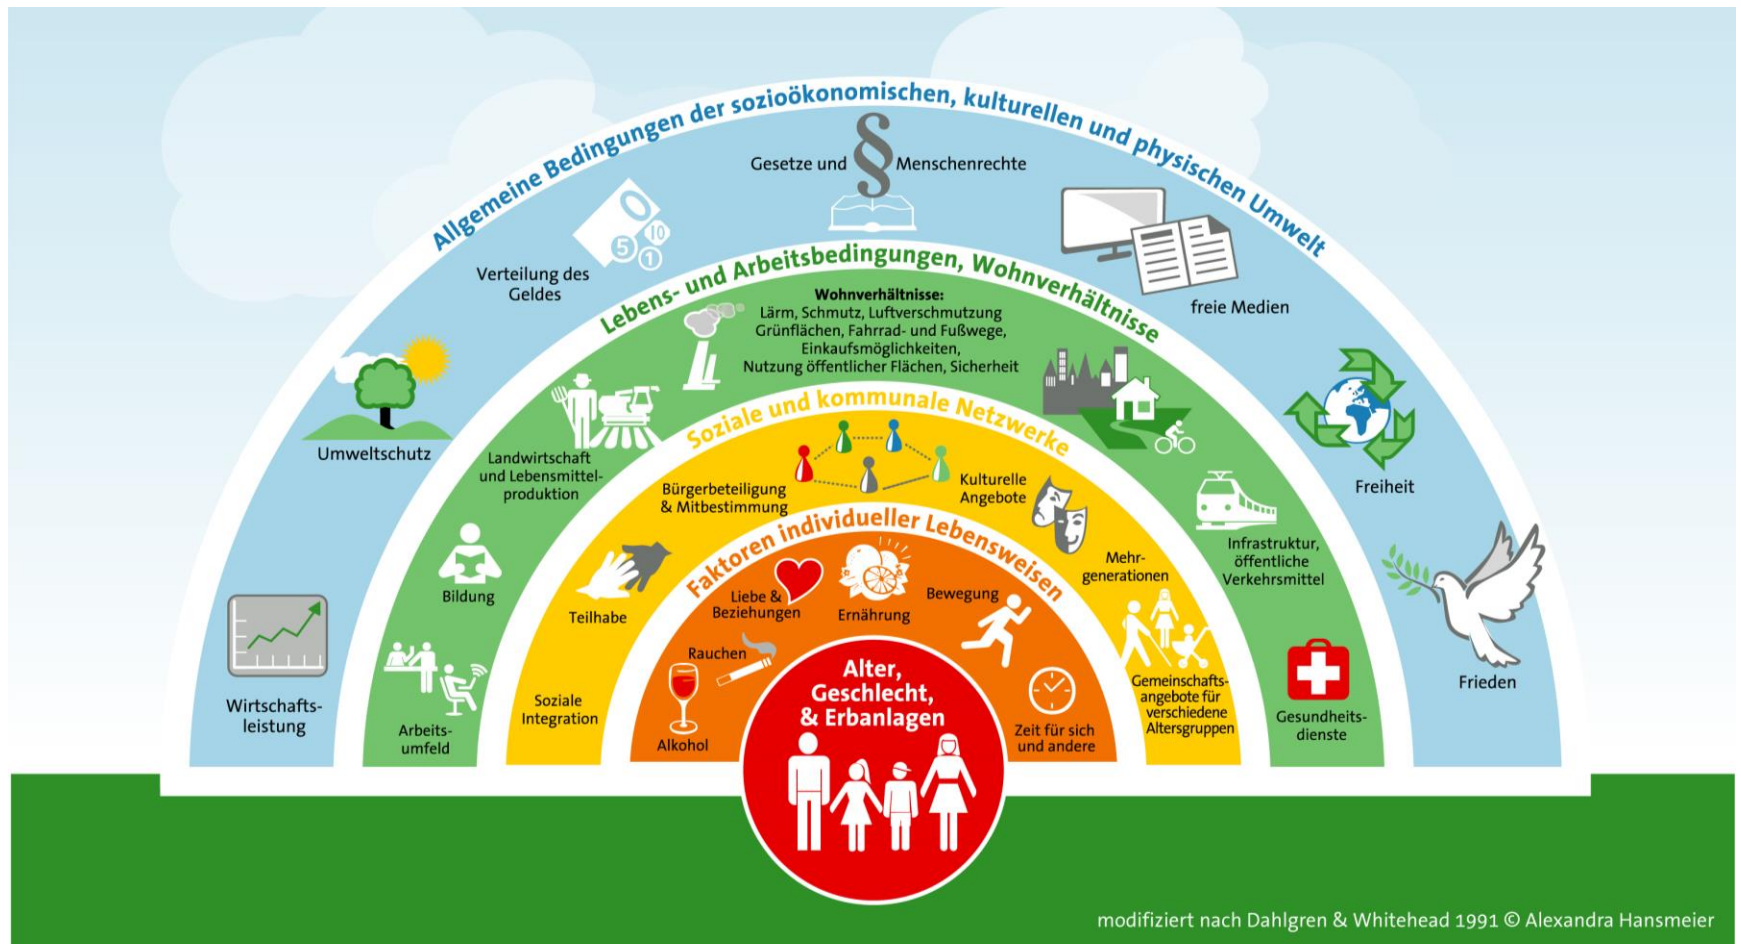 Allgemeine Bedingungen der sozioökonomischen, kulturellen und physischen Umwelt
Gesetze und § Menschenrechte
Verteilung des
Geldes
0
10
5
1
freie Medien
Umweltschutz
Freiheit
Wirtschafts-
leistung
Frieden
Lebens- und Arbeitsbedingungen, Wohnverhältnisse
Wohnverhältnisse:
Lärm, Schmutz, Luftverschmutzung
Grünflächen, Fahrrad- und Fußwege,
Einkaufsmöglichkeiten,
Nutzung öffentlicher Flächen, Sicherheit
Landwirtschaft
und Lebensmittel-
produktion
Bildung
Arbeits-
umfeld
Infrastruktur,
öffentliche
Verkehrsmittel
Gesundheits-
dienste
Soziale und kommunale Netzwerke
Bürgerbeteiligung
& Mitbestimmung
Kulturelle
Angebote
Teilhabe
Mehr-
generationen
Soziale
Integration
Gemeinschafts-
angebote für
verschiedene
Altersgruppen
Faktoren individueller Lebensweisen
Liebe &
Beziehungen
Ernährung
Bewegung
Rauchen
Alkohol
Zeit für sich
und andere
Alter,
Geschlecht,
& Erbanlagen
modifiziert nach Dahlgren & Whitehead 1991 © Alexandra Hansmeier